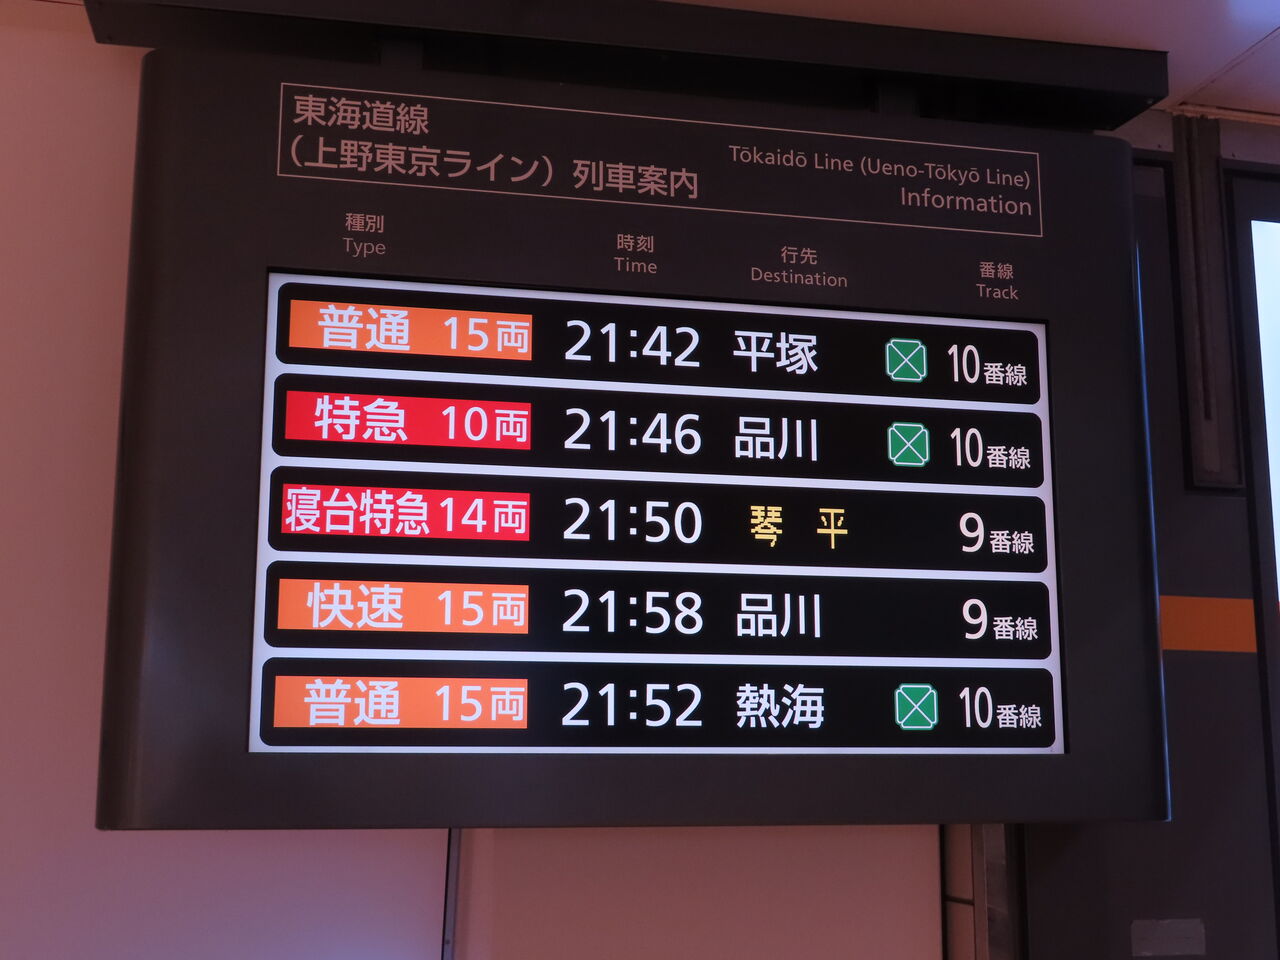 東海道線
（上野東京ライン）列車案内
Tōkaidō Line (Ueno-Tōkyō Line)
Information
種別 時刻 行先 番線
Type Time Destination Track
普通 15両 21:42 平塚 10番線
特急 10両 21:46 品川 10番線
寝台特急 14両 21:50 琴平 9番線
快速 15両 21:58 品川 9番線
普通 15両 21:52 熱海 10番線